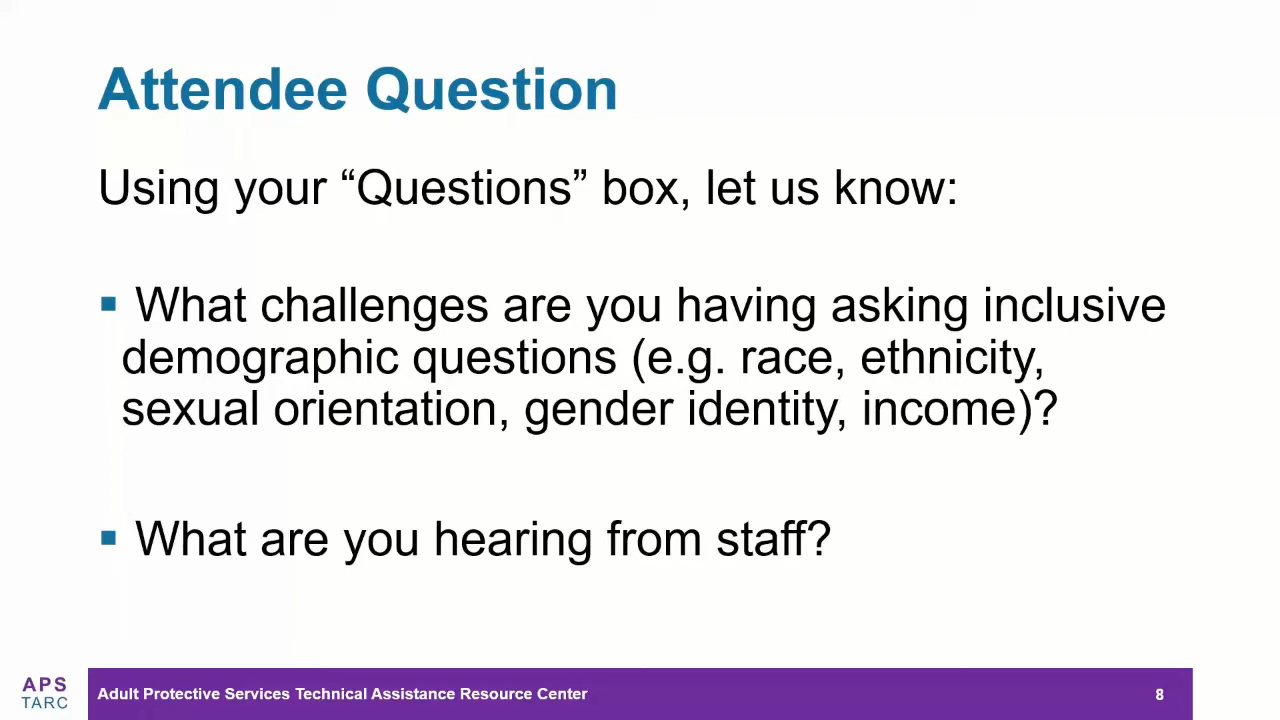 Attendee Question
Using your “Questions” box, let us know:
▪ What challenges are you having asking inclusive
demographic questions (e.g. race, ethnicity,
sexual orientation, gender identity, income)?
▪ What are you hearing from staff?
APS
TARC
Adult Protective Services Technical Assistance Resource Center
8